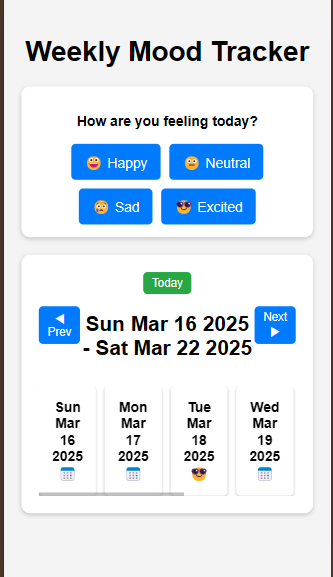 Weekly Mood Tracker
How are you feeling today?
😀 Happy
😐 Neutral
😞 Sad
😎 Excited
Today
◀
Prev
Sun Mar 16 2025
- Sat Mar 22 2025
Next
▶
Sun
Mar
16
2025
Mon
Mar
17
2025
Tue
Mar
18
2025
😎
Wed
Mar
19
2025